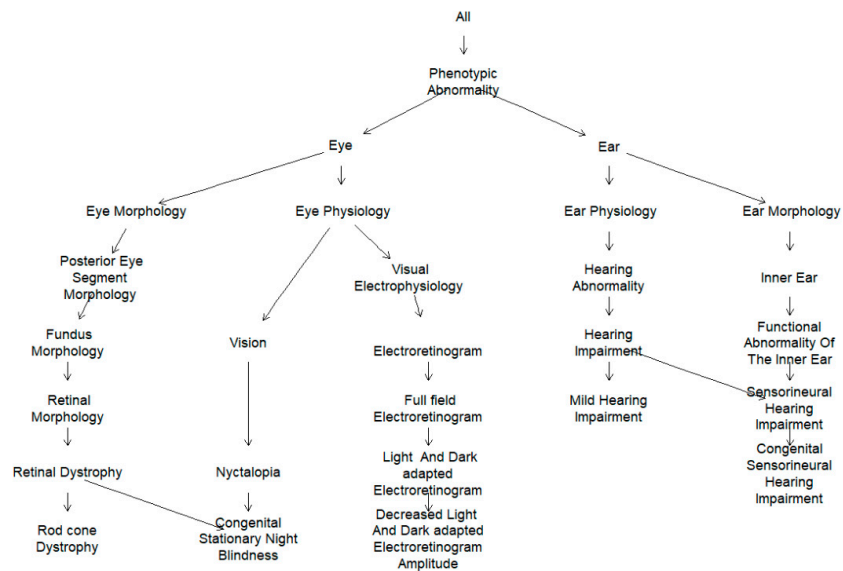 All
Phenotypic
Abnormality
Eye
Ear
Eye Morphology
Eye Physiology
Ear Physiology
Ear Morphology
Posterior Eye
Segment
Morphology
Visual
Electrophysiology
Hearing
Abnormality
Inner Ear
Fundus
Morphology
Vision
Electroretinogram
Hearing
Impairment
Functional
Abnormality Of
The Inner Ear
Retinal
Morphology
Full field
Electroretinogram
Mild Hearing
Impairment
Sensorineural
Hearing
Impairment
Retinal Dystrophy
Nyctalopia
Light And Dark
adapted
Electroretinogram
Congenital
Sensorineural
Hearing
Impairment
Rod cone
Dystrophy
Congenital
Stationary Night
Blindness
Decreased Light
And Dark adapted
Electroretinogram
Amplitude